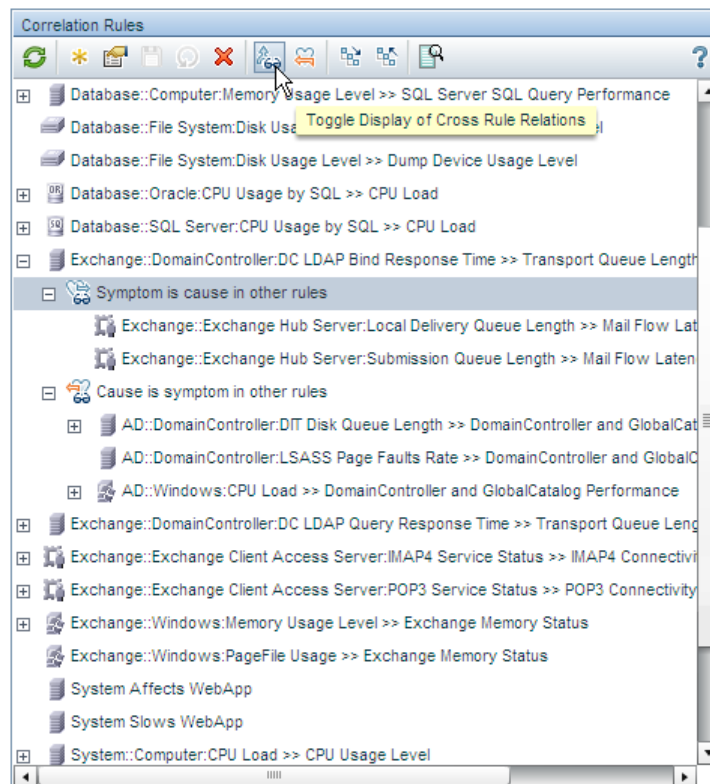 Correlation Rules
?
Database::Computer:Memory Usage Level >> SQL Server SQL Query Performance
Toggle Display of Cross Rule Relations
Database::File System:Disk Usa
Database::File System:Disk Usage Level >> Dump Device Usage Level
OR Database::Oracle:CPU Usage by SQL >> CPU Load
SQ Database::SQL Server:CPU Usage by SQL >> CPU Load
Exchange::DomainController:DC LDAP Bind Response Time >> Transport Queue Length
Symptom is cause in other rules
Exchange::Exchange Hub Server:Local Delivery Queue Length >> Mail Flow Lat
Exchange::Exchange Hub Server:Submission Queue Length >> Mail Flow Laten
Cause is symptom in other rules
AD::DomainController:DIT Disk Queue Length >> DomainController and GlobalCat
AD::DomainController:LSASS Page Faults Rate >> DomainController and GlobalC
AD::Windows:CPU Load >> DomainController and GlobalCatalog Performance
Exchange::DomainController:DC LDAP Query Response Time >> Transport Queue Leng
Exchange::Exchange Client Access Server:IMAP4 Service Status >> IMAP4 Connectivi
Exchange::Exchange Client Access Server:POP3 Service Status >> POP3 Connectivity
Exchange::Windows:Memory Usage Level >> Exchange Memory Status
Exchange::Windows:PageFile Usage >> Exchange Memory Status
System Affects WebApp
System Slows WebApp
System::Computer:CPU Load >> CPU Usage Level